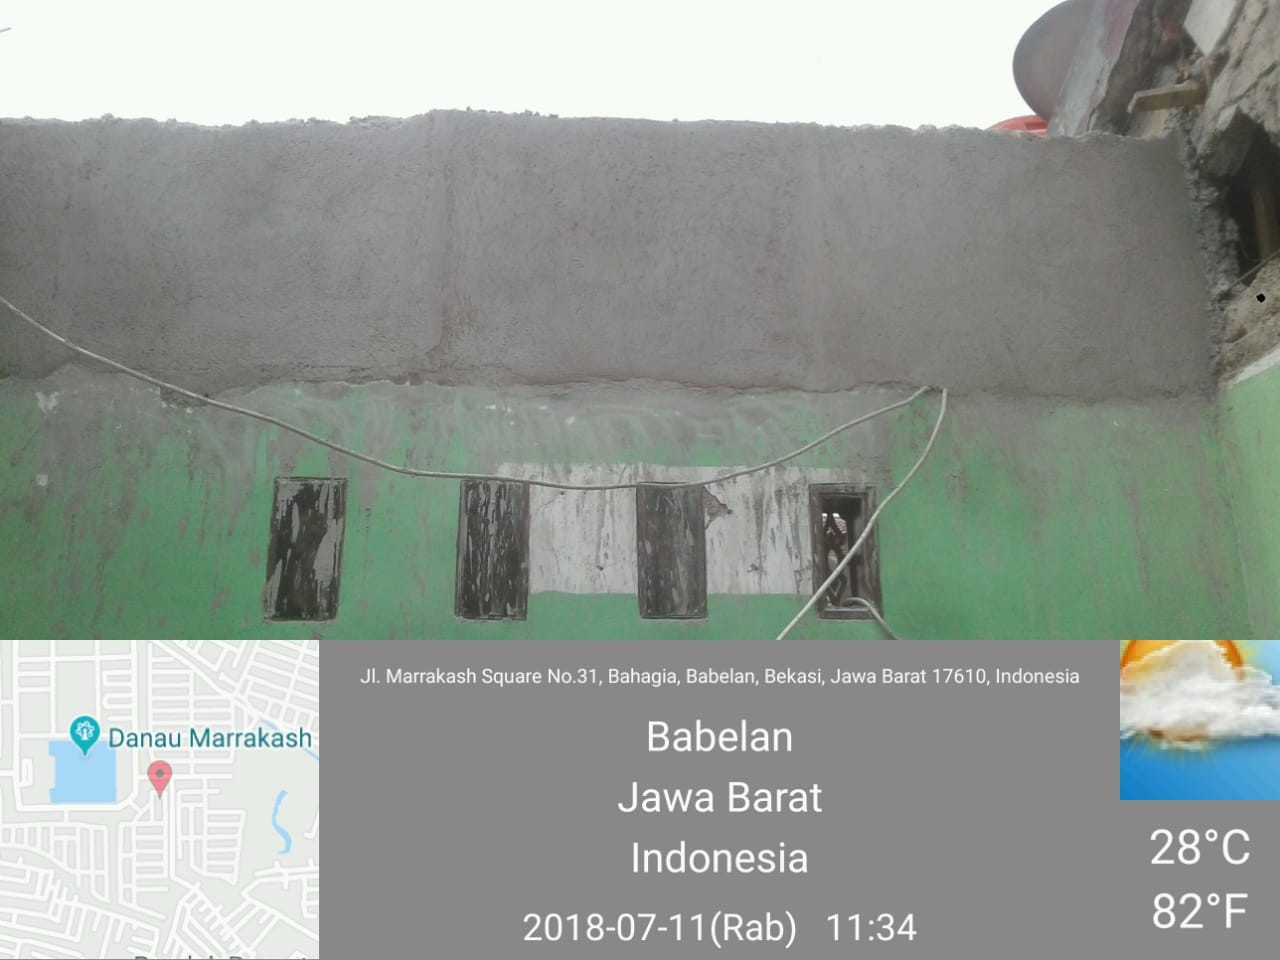 Jl. Marrakash Square No.31, Bahagia, Babelan, Bekasi, Jawa Barat 17610, Indonesia
Danau Marrakash
Babelan
Jawa Barat
Indonesia
2018-07-11(Rab) 11:34
28°C
82°F